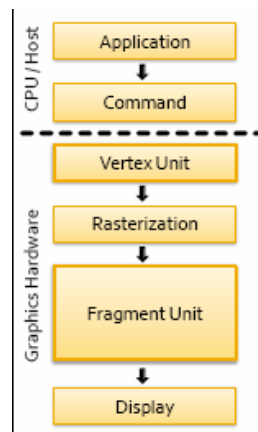 CPU / Host
Application
Command
Graphics Hardware
Vertex Unit
Rasterization
Fragment Unit
Display